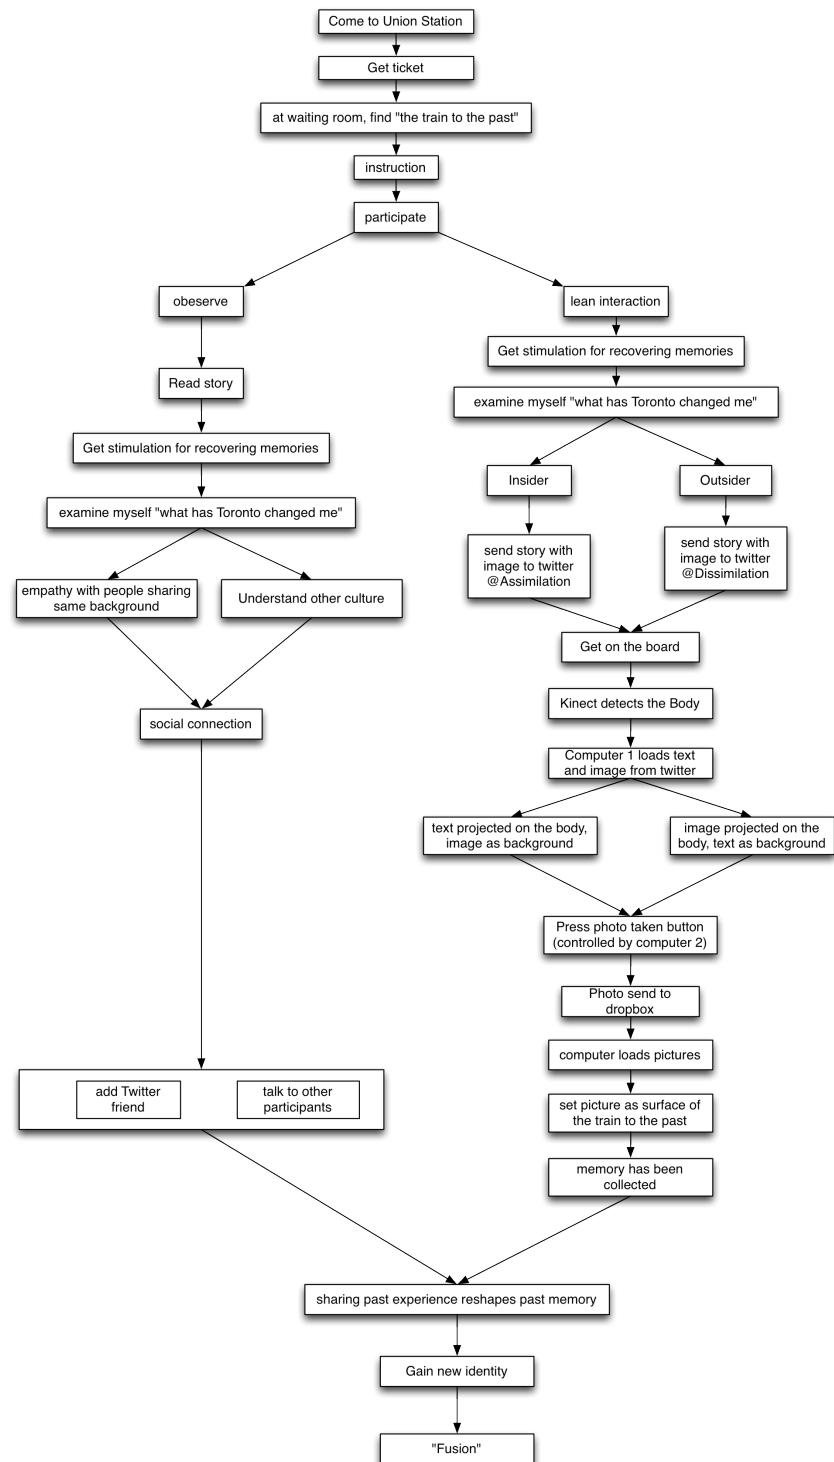 Come to Union Station
Get ticket
at waiting room, find "the train to the past"
instruction
participate
obeserve
Read story
Get stimulation for recovering memories
examine myself "what has Toronto changed me"
empathy with people sharing
same background
Understand other culture
social connection
add Twitter
friend
talk to other
participants
lean interaction
Get stimulation for recovering memories
examine myself "what has Toronto changed me"
Insider
Outsider
send story with
image to twitter
@Assimilation
send story with
image to twitter
@Dissimilation
Get on the board
Kinect detects the Body
Computer 1 loads text
and image from twitter
text projected on the body,
image as background
image projected on the
body, text as background
Press photo taken button
(controlled by computer 2)
Photo send to
dropbox
computer loads pictures
set picture as surface of
the train to the past
memory has been
collected
sharing past experience reshapes past memory
Gain new identity
"Fusion"